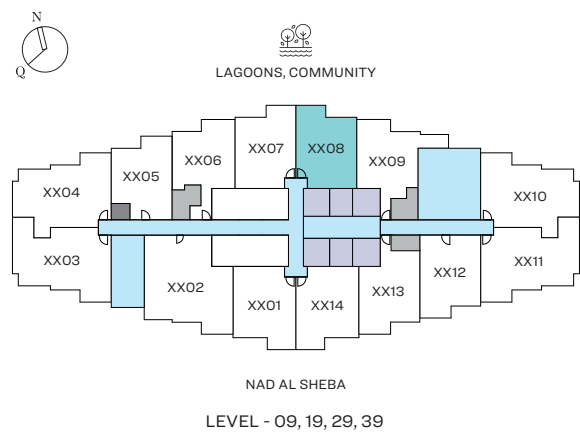 N
Q
LAGOONS, COMMUNITY
XX07
XX08
XX06
XX09
XX05
XX04
XX10
XX03
XX11
XX02
XX12
XX13
XX01
XX14
NAD AL SHEBA
LEVEL - 09, 19, 29, 39